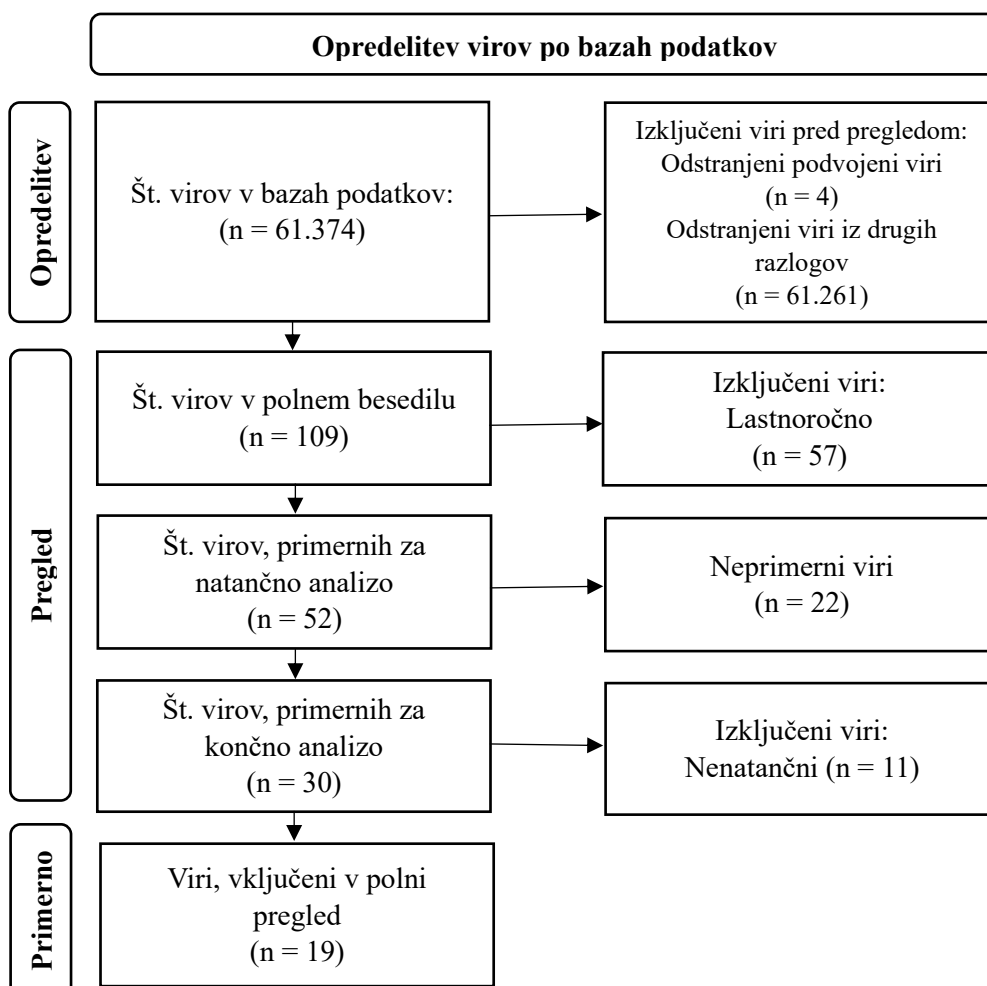 Opredelitev virov po bazah podatkov
Opredelitev
Št. virov v bazah podatkov:
(n = 61.374)
Izključeni viri pred pregledom:
Odstranjeni podvojeni viri
(n = 4)
Odstranjeni viri iz drugih
razlogov
(n = 61.261)
Pregled
Št. virov v polnem besedilu
(n = 109)
Izključeni viri:
Lastnoročno
(n = 57)
Št. virov, primernih za
natančno analizo
(n = 52)
Neprimerni viri
(n = 22)
Št. virov, primernih za
končno analizo
(n = 30)
Izključeni viri:
Nenatančni (n = 11)
Primerno
Viri, vključeni v polni
pregled
(n = 19)